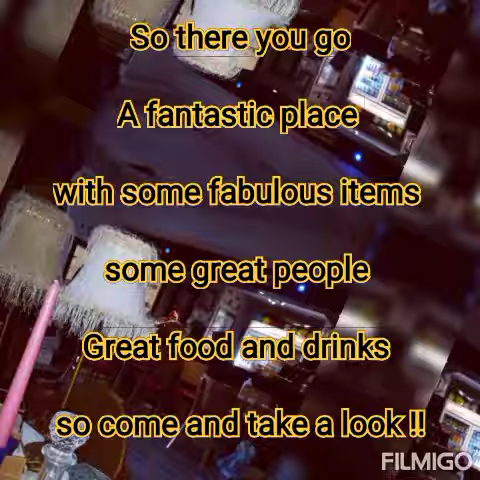 So there you go
A fantastic place
with some fabulous items
some great people
Great food and drinks
so come and take a look !!
FILMIGO